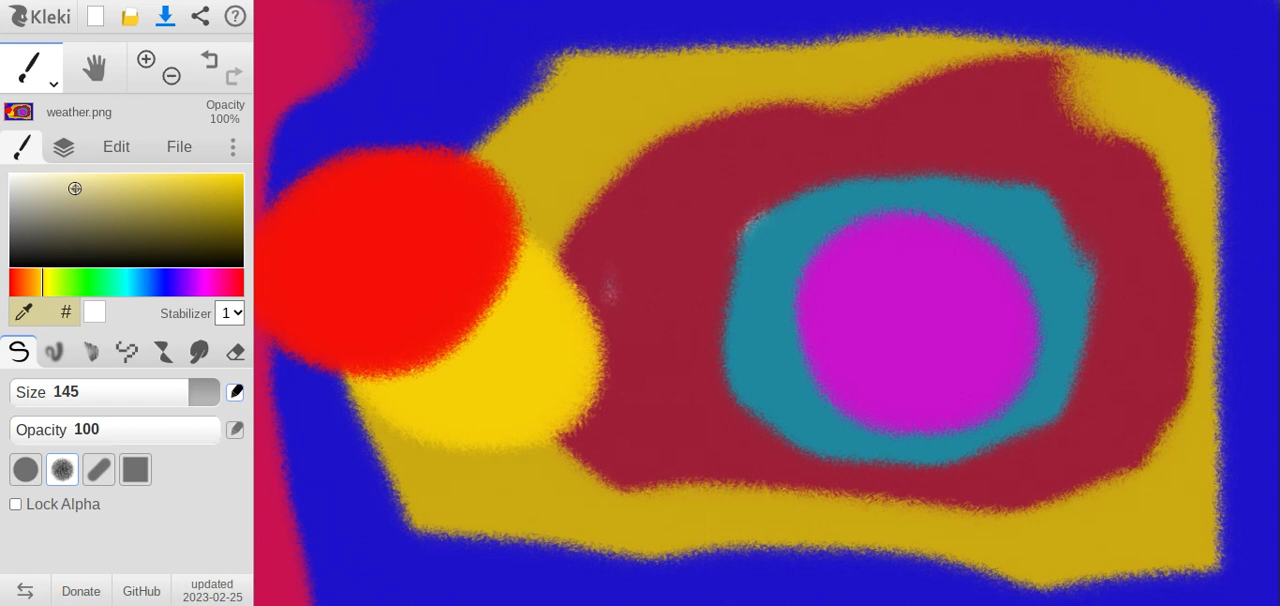 Kleki
weather.png
Opacity
100%
Edit
File
#
Stabilizer 1
Size 145
Opacity 100
Lock Alpha
Donate
GitHub
updated
2023-02-25